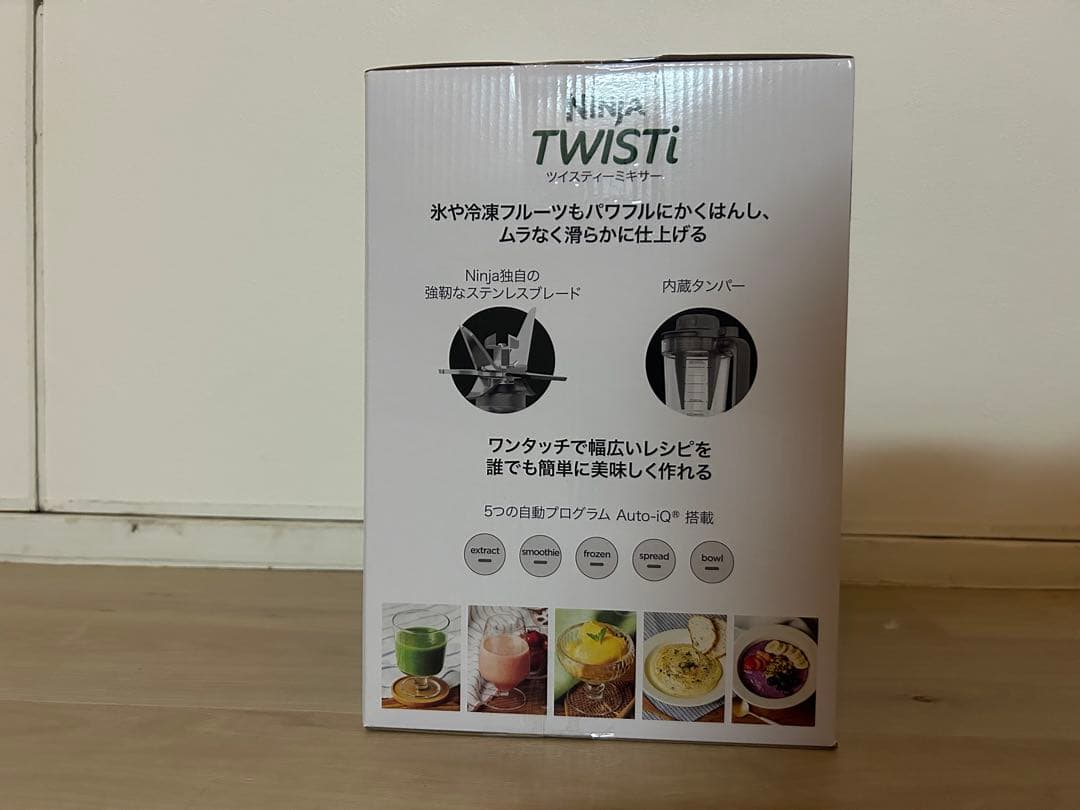 NINJA
TWISTi
ツイスティーミキサー
氷や冷凍フルーツもパワフルにかくはんし、
ムラなく滑らかに仕上げる
Ninja独自の
強靭なステンレスブレード
内蔵タンパー
ワンタッチで幅広いレシピを
誰でも簡単に美味しく作れる
5つの自動プログラム Auto-iQ® 搭載
extract smoothie frozen spread bowl